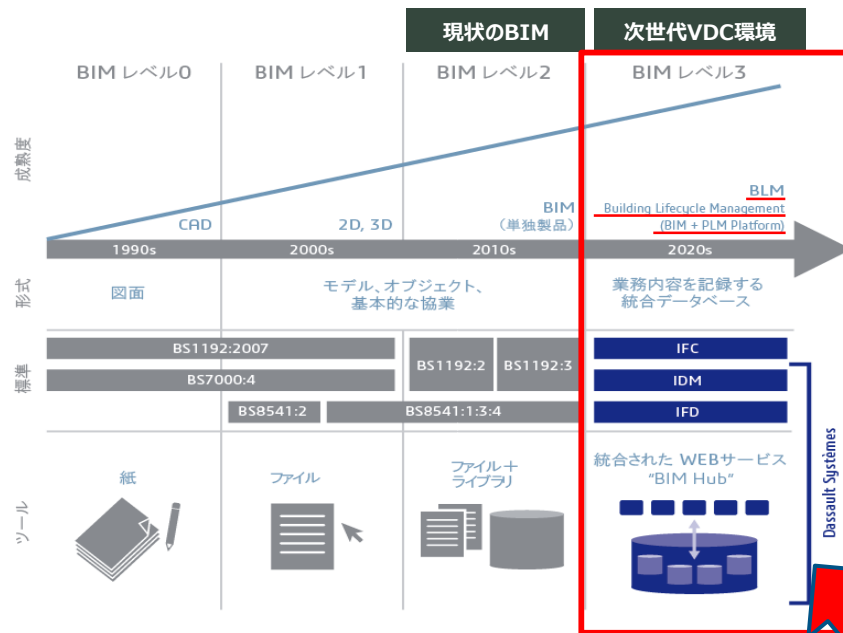 現状のBIM
次世代VDC環境
BIM レベル0
BIM レベル1
BIM レベル2
BIM レベル3
成熟度
CAD
2D, 3D
BIM
(単独製品)
BLM
Building Lifecycle Management
(BIM + PLM Platform)
1990s
2000s
2010s
2020s
形式
図面
モデル、オブジェクト、
基本的な協業
業務内容を記録する
統合データベース
標準
BS1192:2007
BS7000:4
BS8541:2
BS1192:2
BS1192:3
BS8541:1:3:4
IFC
IDM
IFD
ツール
紙
ファイル
ファイル＋
ライブラリ
統合された WEBサービス
“BIM Hub”
Dassault Systèmes